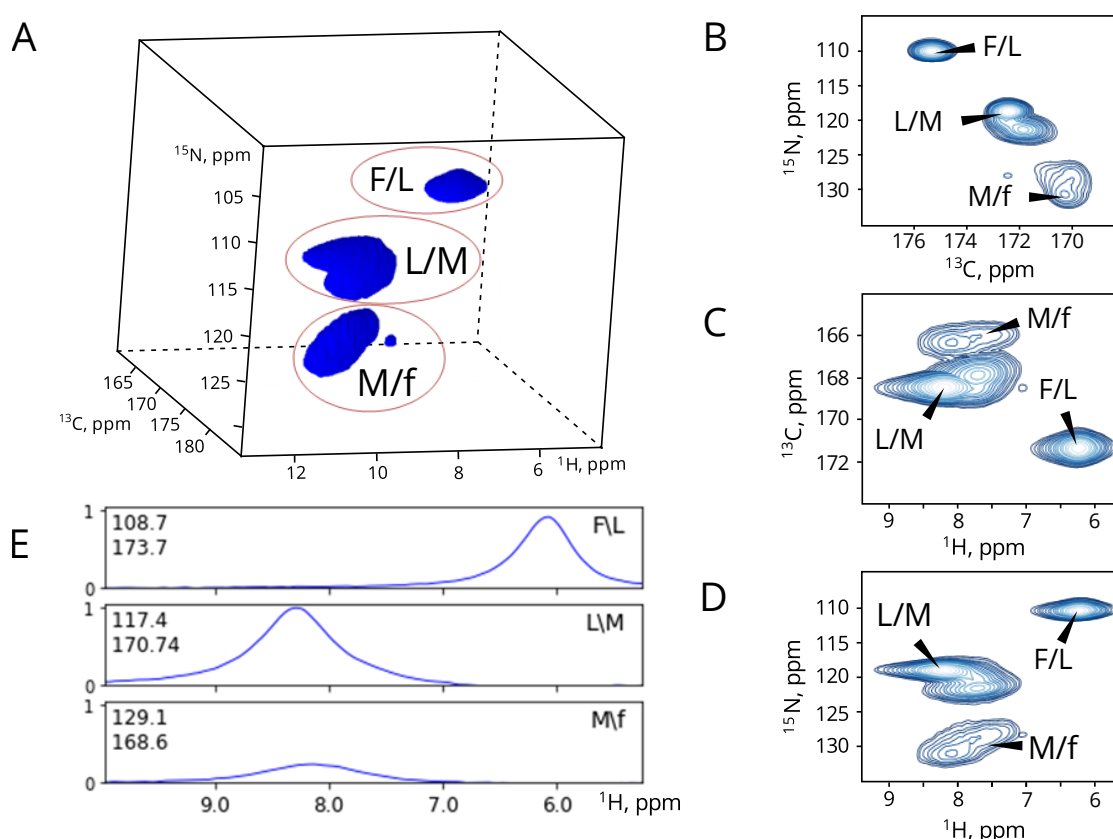 A
¹⁵N, ppm
105
110
115
120
125
165
170
175
180
¹³C, ppm
12
10
8
6
¹H, ppm
F/L
L/M
M/f
B
110
115
120
125
130
¹⁵N, ppm
176
174
172
170
¹³C, ppm
F/L
L/M
M/f
C
166
168
170
172
¹³C, ppm
9
8
7
6
¹H, ppm
M/f
F/L
L/M
D
110
115
120
125
130
¹⁵N, ppm
9
8
7
6
¹H, ppm
L/M
F/L
M/f
E
1
0
108.7
173.7
F\L
1
0
117.4
170.74
L\M
1
0
129.1
168.6
M\f
9.0
8.0
7.0
6.0
¹H, ppm